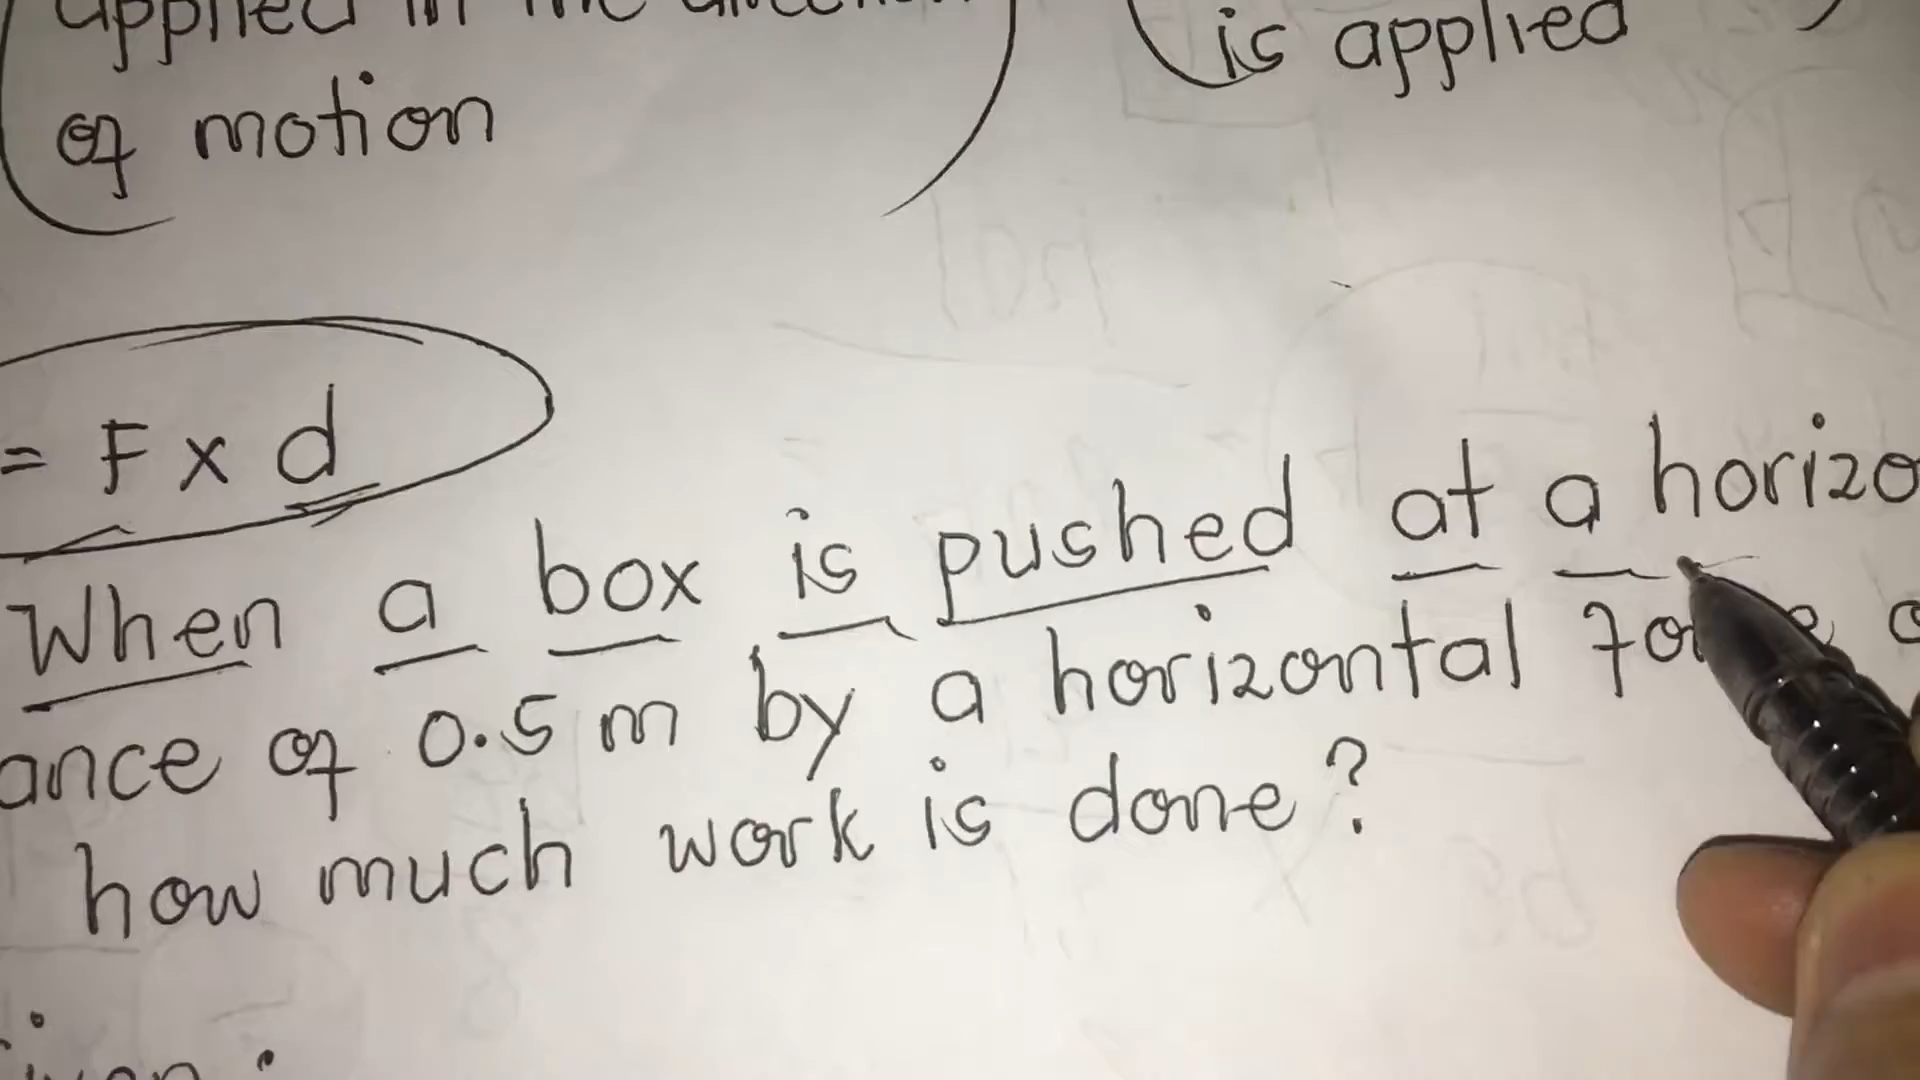 applied in the direction
of motion
is applied
= F x d
When a box is pushed at a horizo
ance of 0.5 m by a horizontal
how much work is done?